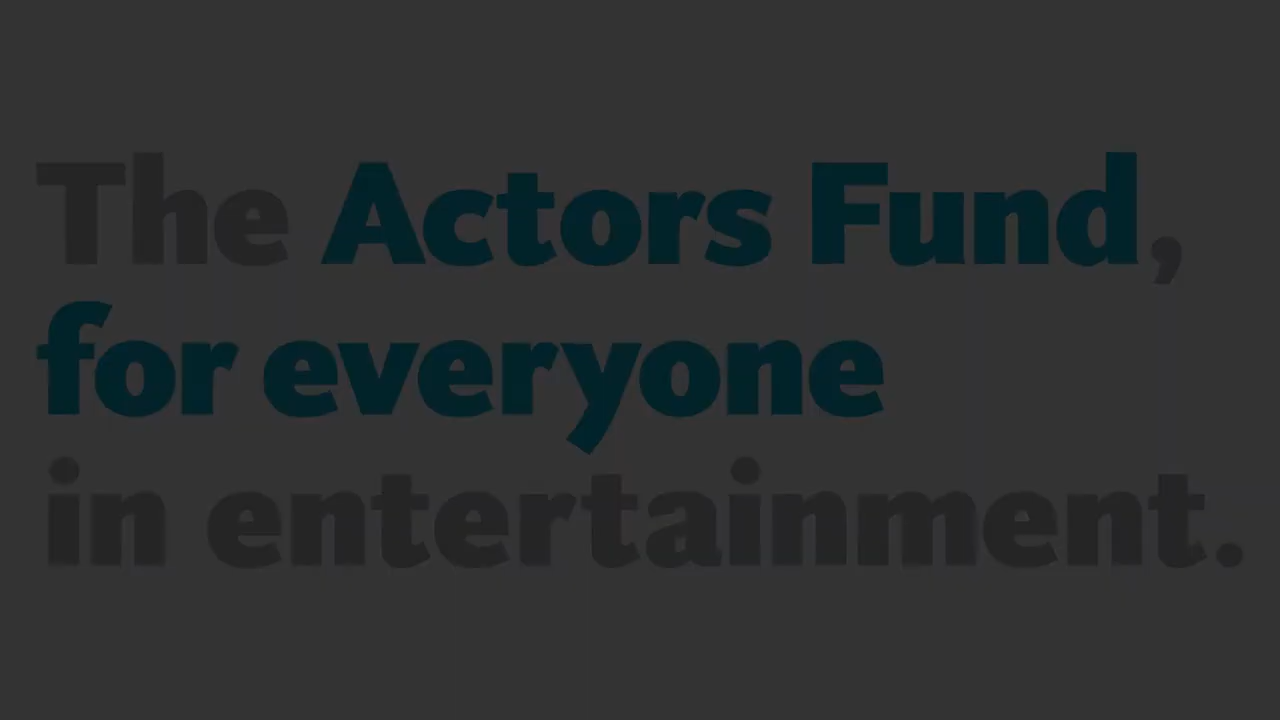 The Actors Fund,
for everyone
in entertainment.